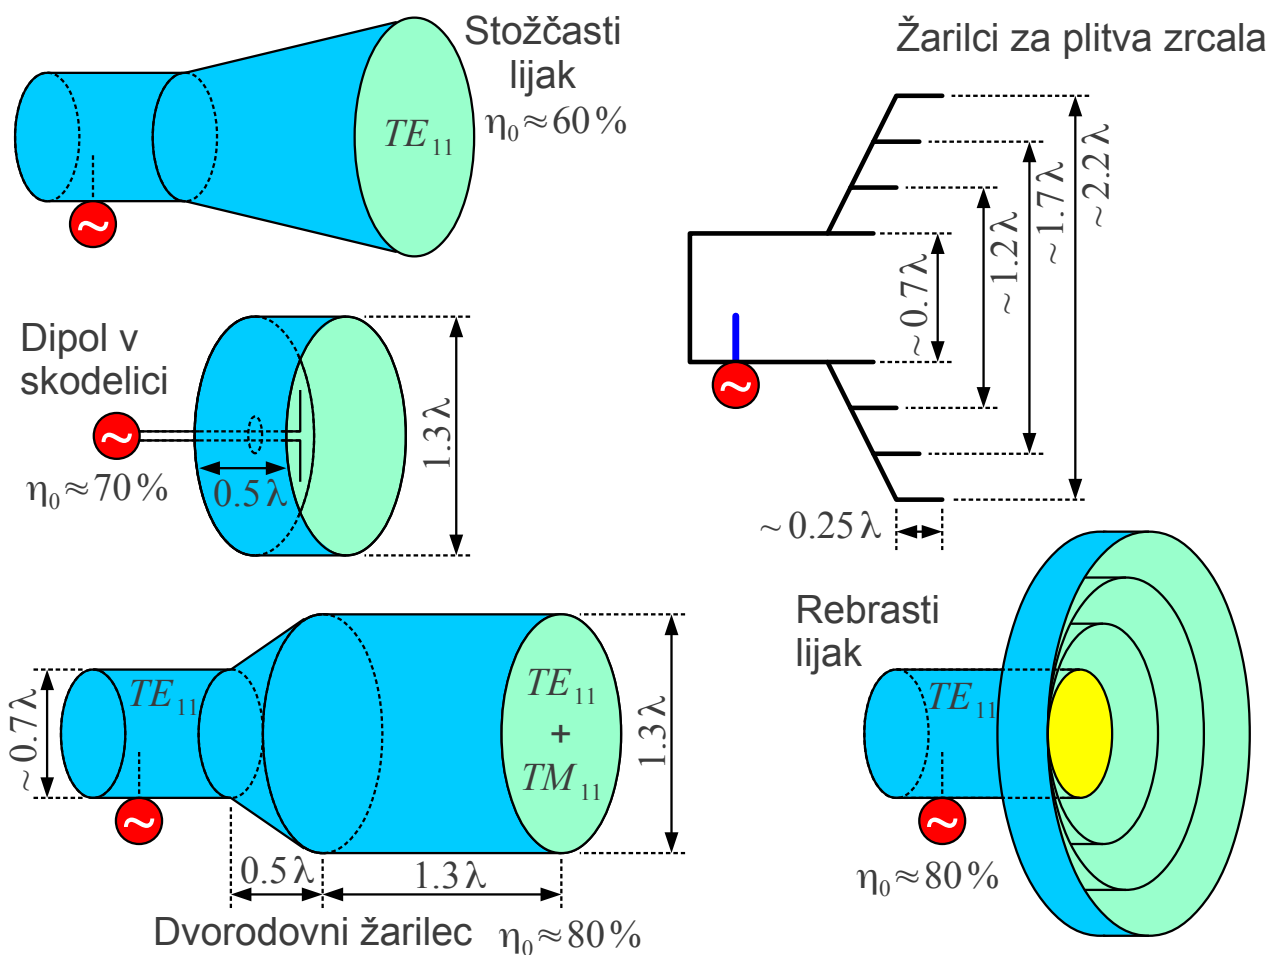 Stožčasti
lijak
η₀≈60%
TE₁₁
Žarilci za plitva zrcala
~0.7λ
~1.2λ
~1.7λ
~2.2λ
~0.25λ
Dipol v
skodelici
η₀≈70%
0.5λ
1.3λ
~0.7λ
TE₁₁
TE₁₁
+
TM₁₁
1.3λ
0.5λ
1.3λ
Dvorodovni žarilec
η₀≈80%
Rebrasti
lijak
TE₁₁
η₀≈80%